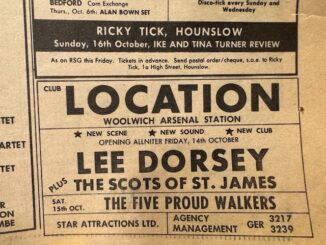 BEDFORD Corn Exchange
Thurs., Oct. 6th: ALAN BOWN SET
Disco-tick every Sunday
and Wednesday
RICKY TICK, HOUNSLOW
Sunday, 16th October, IKE AND TINA TURNER REVIEW
As on RSG this Friday. Tickets in advance. Send postal order/cheque, s.a.e. to Ricky
Tick, 1a High Street, Hounslow.
CLUB LOCATION
WOOLWICH ARSENAL STATION
★ NEW SCENE ★ NEW SOUND ★ NEW CLUB
OPENING ALLNITER FRIDAY, 14th OCTOBER
LEE DORSEY
PLUS THE SCOTS OF ST. JAMES
SAT. 15th OCT. THE FIVE PROUD WALKERS
STAR ATTRACTIONS LTD. AGENCY MANAGEMENT GER 3217 3239
TET
ARTET
T
MBE